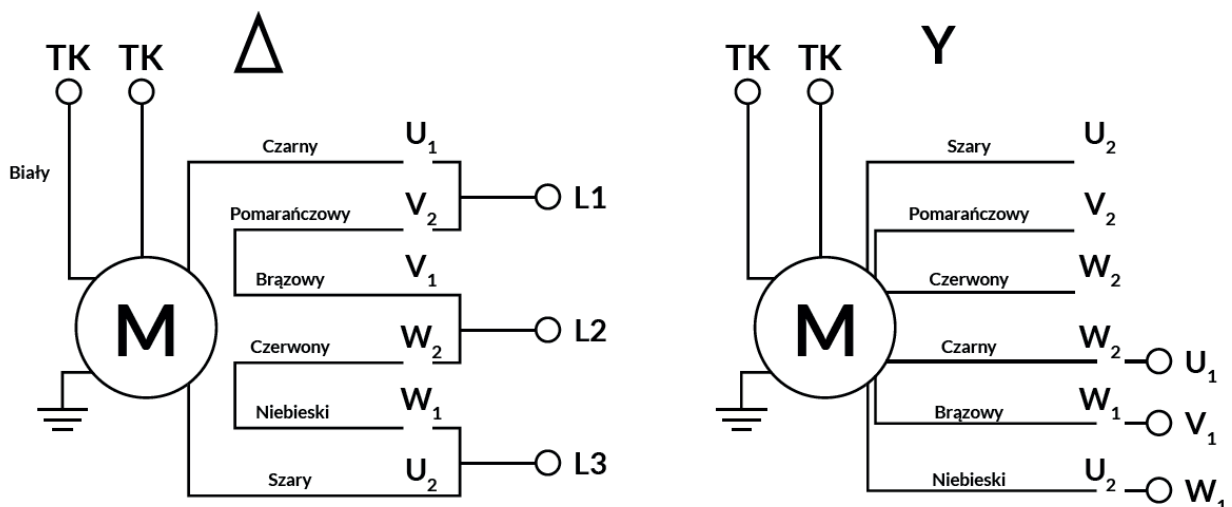 TK TK Δ
Biały
Czarny U1
L1
Pomarańczowy V2
Brązowy V1
L2
Czerwony W2
Niebieski W1
L3
Szary U2
M
TK TK Y
Szary U2
Pomarańczowy V2
Czerwony W2
Czarny W2 U1
Brązowy W1 V1
Niebieski U2 W1
M